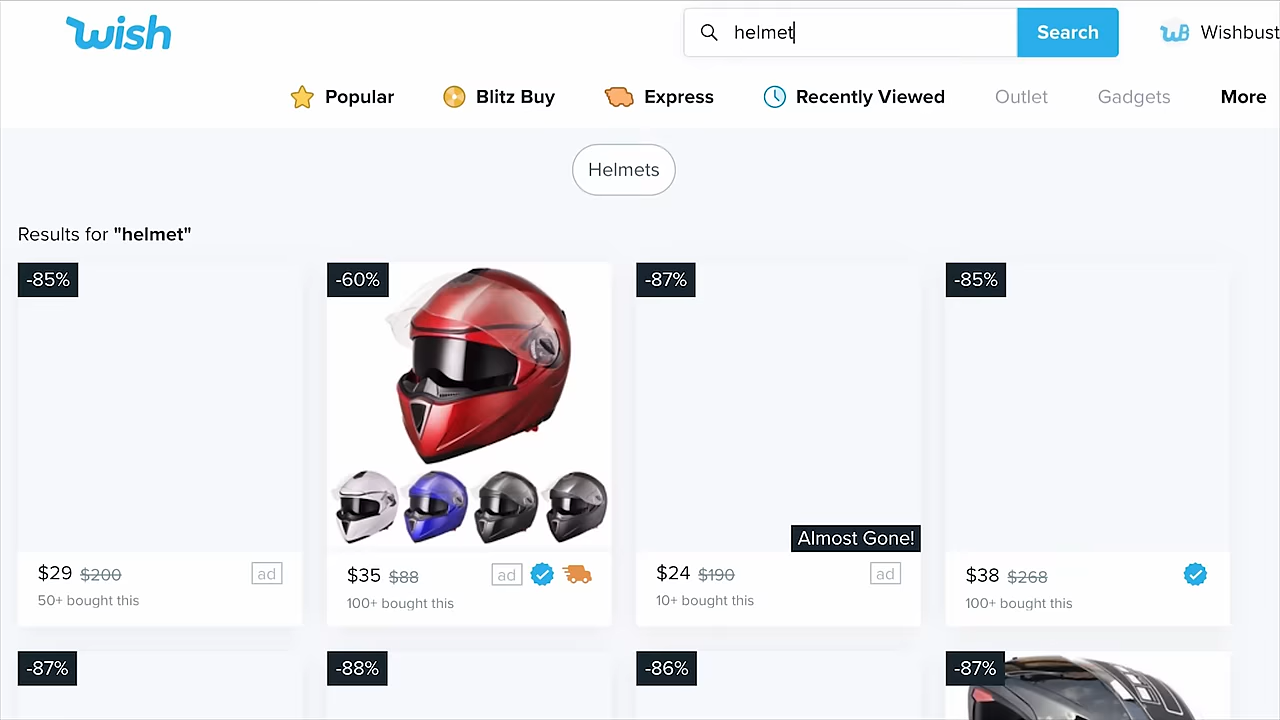 wish
helmet
Search
Wishbust
Popular
Blitz Buy
Express
Recently Viewed
Outlet
Gadgets
More
Helmets
Results for "helmet"
-85%
-60%
-87%
-85%
Almost Gone!
$29 $200
ad
50+ bought this
$35 $88
ad
100+ bought this
$24 $190
ad
10+ bought this
$38 $268
100+ bought this
-87%
-88%
-86%
-87%